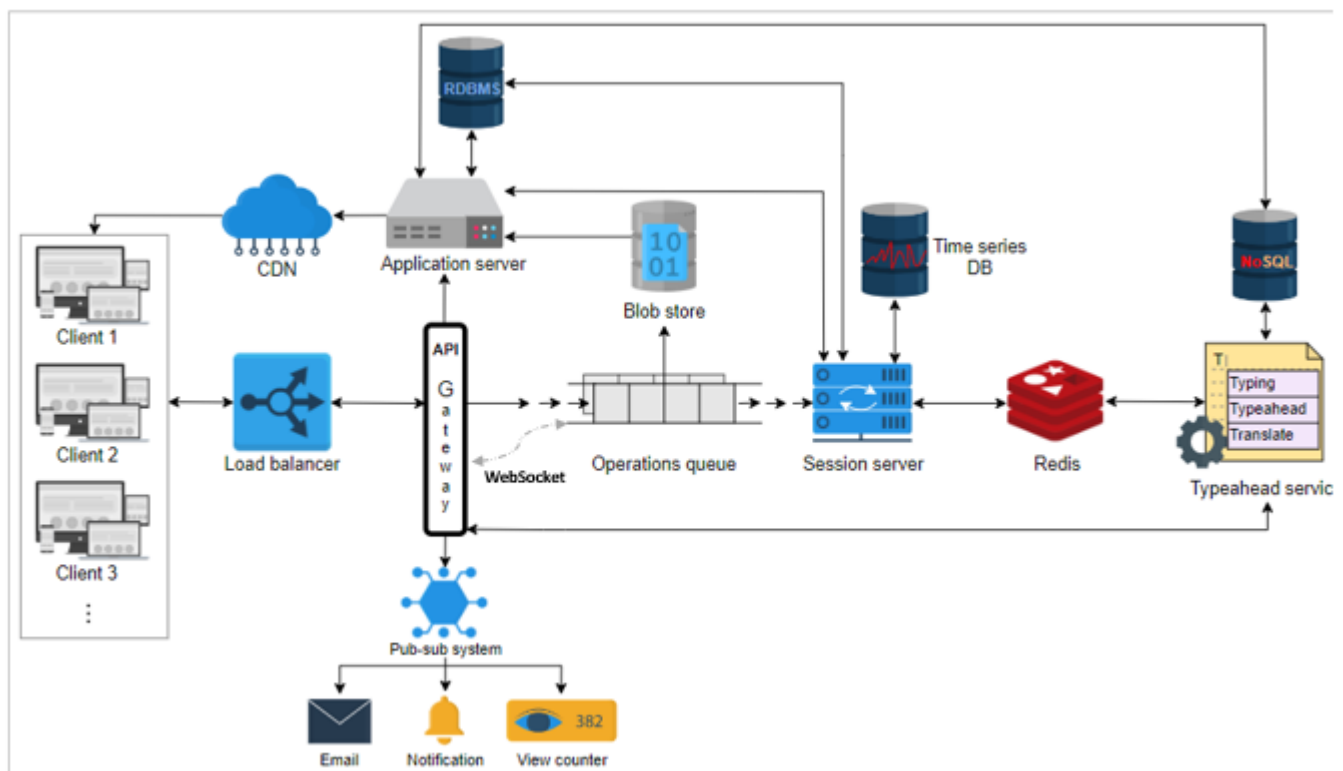 RDBMS
CDN
Application server
10
01
Blob store
Time series
DB
NoSQL
Client 1
Client 2
Client 3
Load balancer
API
Gateway
WebSocket
Operations queue
Session server
Redis
T
Typing
Typeahead
Translate
Typeahead servic
Pub-sub system
382
Email
Notification
View counter